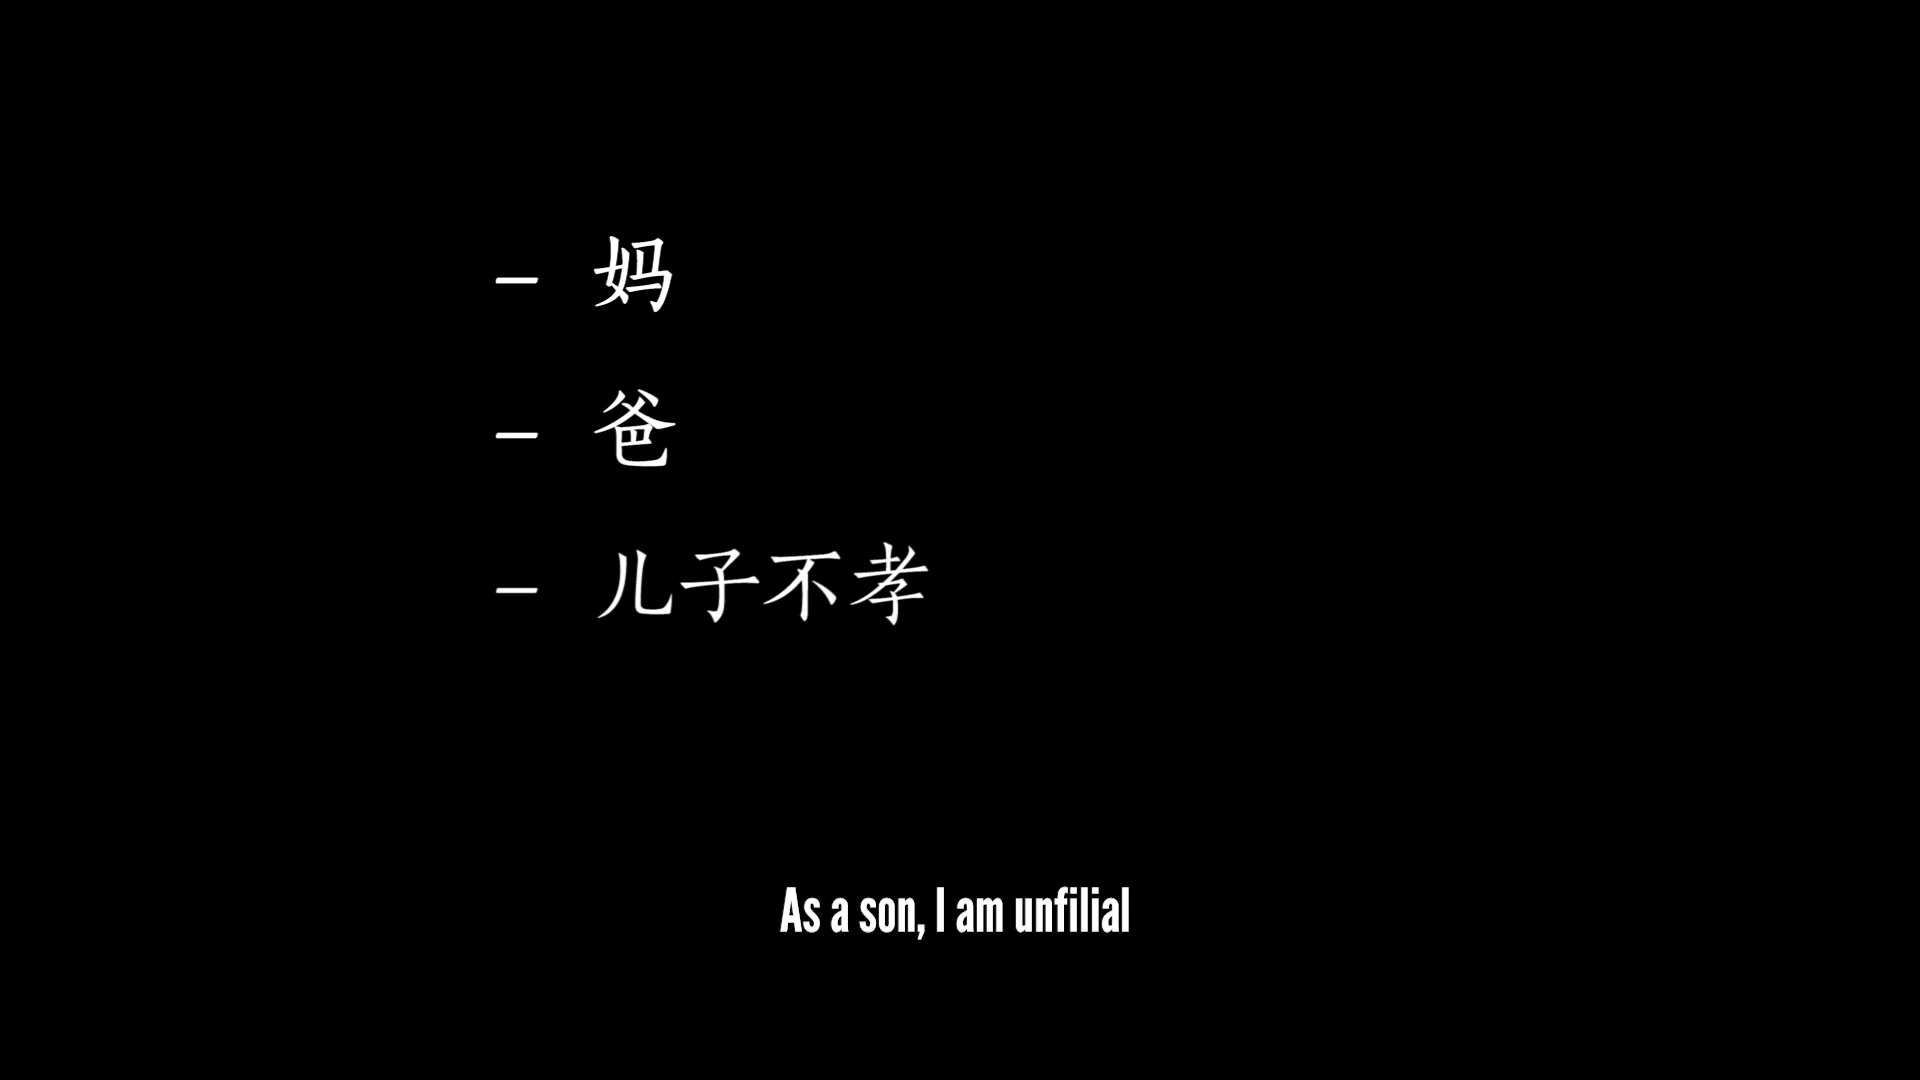 – 妈
– 爸
– 儿子不孝
As a son, I am unfilial